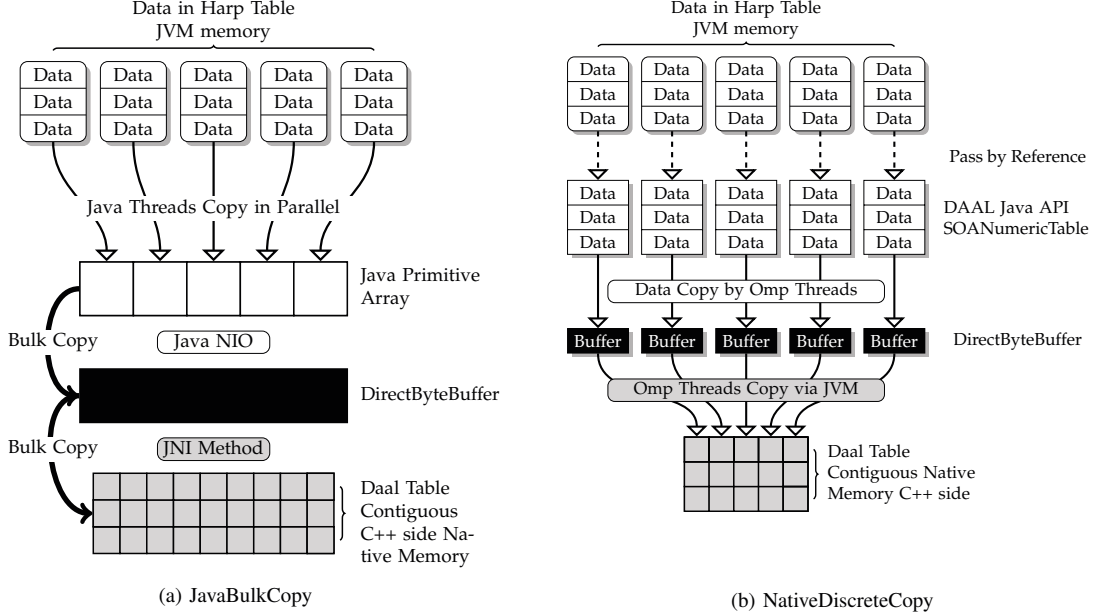 Data in Harp Table
JVM memory
Data Data Data Data Data
Data Data Data Data Data
Data Data Data Data Data
Java Threads Copy in Parallel
Java Primitive
Array
Bulk Copy
Java NIO
DirectByteBuffer
Bulk Copy
JNI Method
Daal Table
Contiguous
C++ side Na-
tive Memory
(a) JavaBulkCopy
Data in Harp Table
JVM memory
Data Data Data Data Data
Data Data Data Data Data
Data Data Data Data Data
Pass by Reference
Data Data Data Data Data
Data Data Data Data Data
Data Data Data Data Data
DAAL Java API
SOANumericTable
Data Copy by Omp Threads
Buffer Buffer Buffer Buffer Buffer
DirectByteBuffer
Omp Threads Copy via JVM
Daal Table
Contiguous Native
Memory C++ side
(b) NativeDiscreteCopy